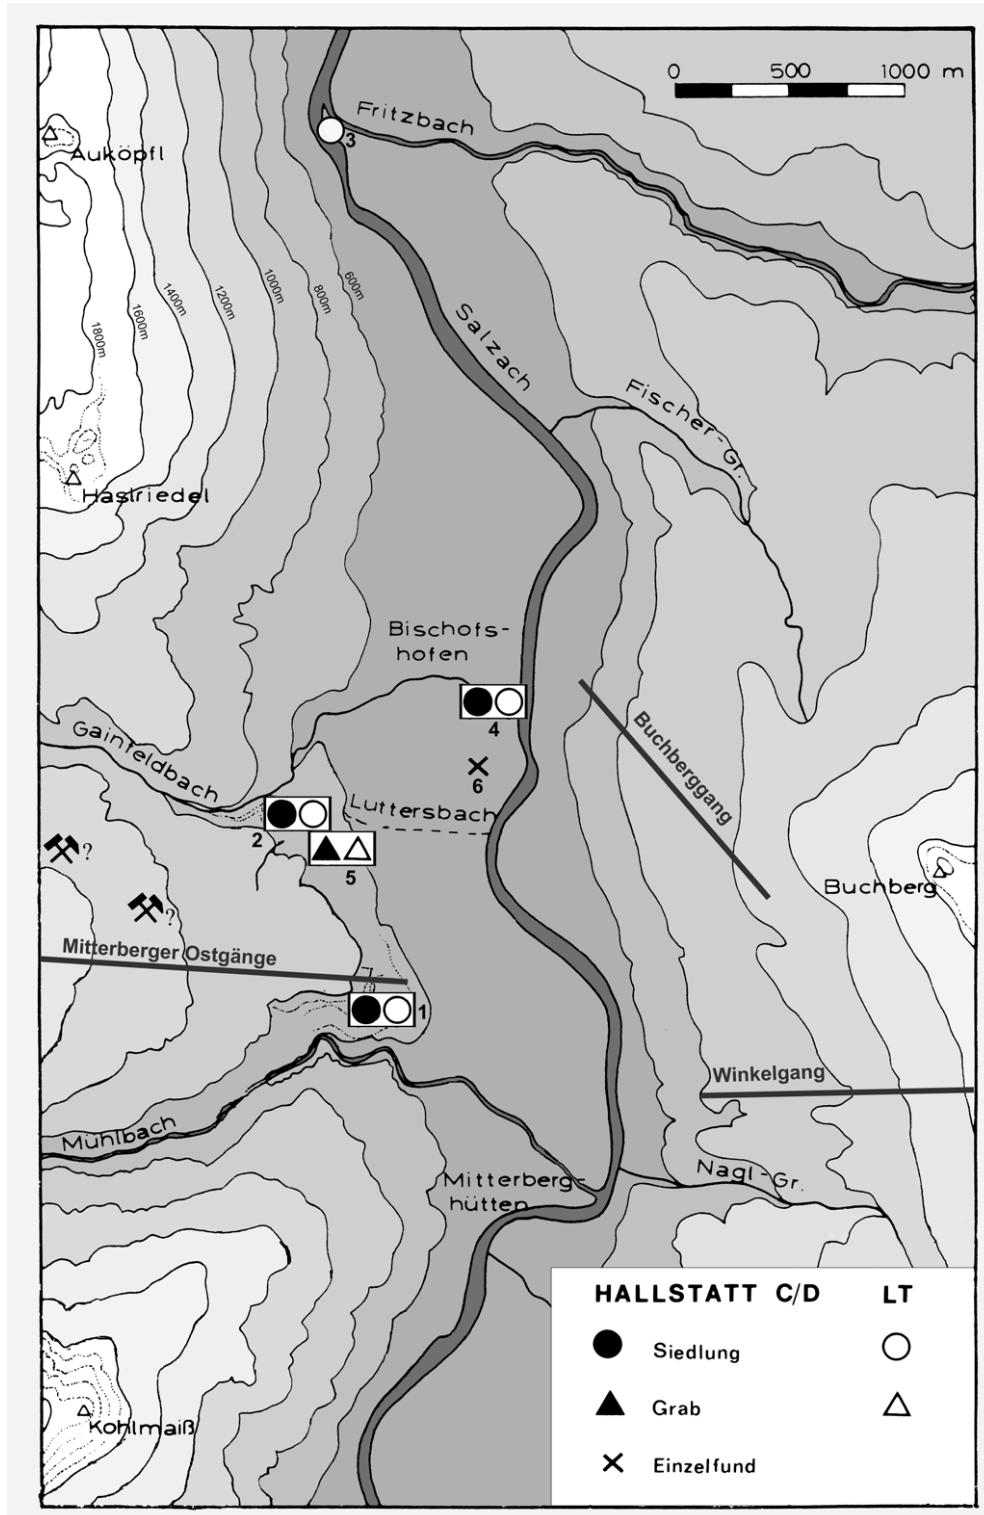 0 500 1000 m
Fritzbach
3
Auköpfl
1800m
1600m
1400m
1200m
1000m
800m
600m
Salzach
Fischer-Gr.
Haslriedel
Bischofs-
hofen
4
Gainfeldbach
6
Buchberggang
Luttersbach
2
5
?
?
Buchberg
Mitterberger Ostgänge
1
Winkelgang
Mühlbach
Mitterberg-
hütten
Nagl-Gr.
HALLSTATT C/D LT
Siedlung
Grab
Einzelfund
Kohlmaiß